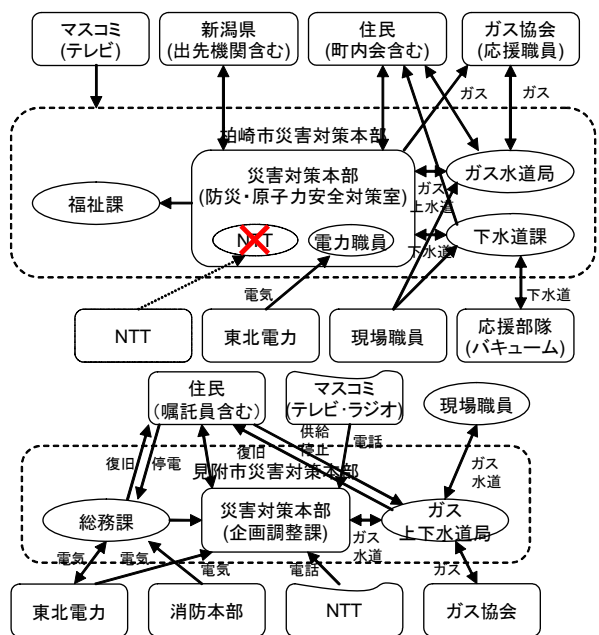 マスコミ
(テレビ)
新潟県
(出先機関含む)
住民
(町内会含む)
ガス協会
(応援職員)
ガス
ガス
柏崎市災害対策本部
災害対策本部
(防災・原子力安全対策室)
福祉課
NTT
電力職員
ガス
上水道
ガス水道局
下水道
下水道課
電気
下水道
NTT
東北電力
現場職員
応援部隊
(バキューム)
住民
(嘱託員含む)
マスコミ
(テレビ・ラジオ)
現場職員
復旧
停電
復旧
供給
停止
電話
見附市災害対策本部
ガス
水道
総務課
災害対策本部
(企画調整課)
ガス
水道
ガス
上下水道局
電気
電気
電気
電話
ガス
東北電力
消防本部
NTT
ガス協会